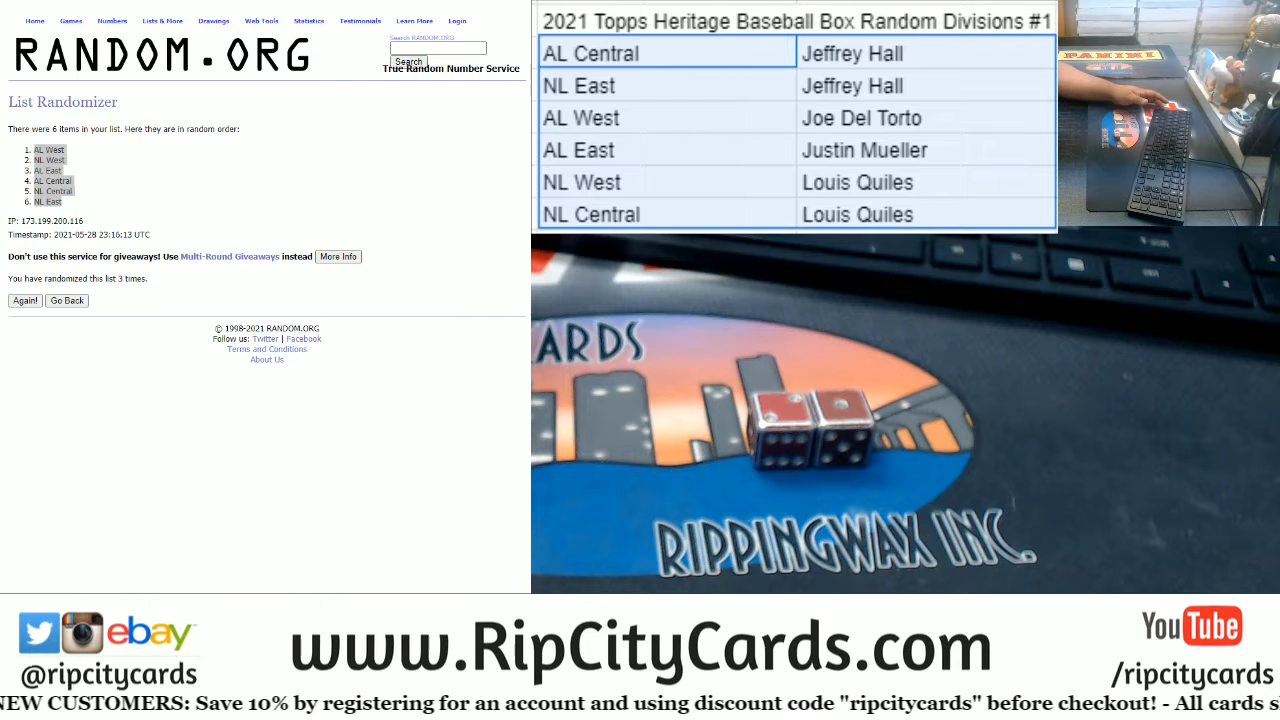 Home Games Numbers Lists & More Drawings Web Tools Statistics Testimonials Learn More Login
RANDOM.ORG
Search RANDOM.ORG
Search
True Random Number Service
List Randomizer
There were 6 items in your list. Here they are in random order:
1. AL West
2. NL West
3. AL East
4. AL Central
5. NL Central
6. NL East
IP: 173.199.200.116
Timestamp: 2021-05-28 23:16:13 UTC
Don't use this service for giveaways! Use Multi-Round Giveaways instead More Info
You have randomized this list 3 times.
Again! Go Back
© 1998-2021 RANDOM.ORG
Follow us: Twitter | Facebook
Terms and Conditions
About Us
2021 Topps Heritage Baseball Box Random Divisions #1
AL Central Jeffrey Hall
NL East Jeffrey Hall
AL West Joe Del Torto
AL East Justin Mueller
NL West Louis Quiles
NL Central Louis Quiles
PANINI
CARDS
RIPPINGWAX INC.
ebay
@ripcitycards
www.RipCityCards.com
YouTube
/ripcitycards
NEW CUSTOMERS: Save 10% by registering for an account and using discount code "ripcitycards" before checkout! - All cards s